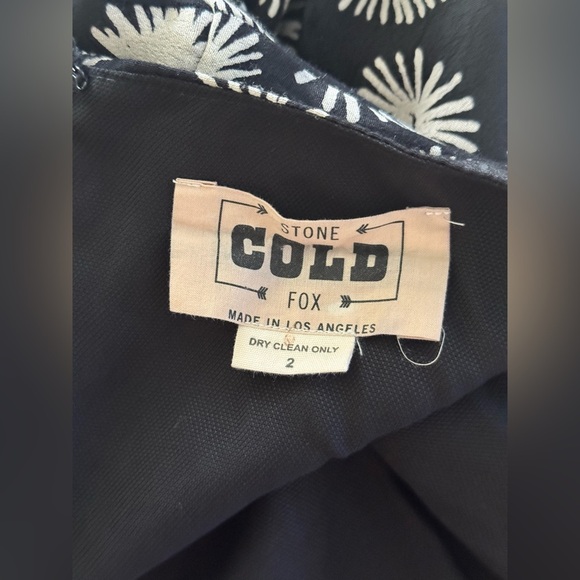 STONE
COLD
FOX
MADE IN LOS ANGELES
DRY CLEAN ONLY
2